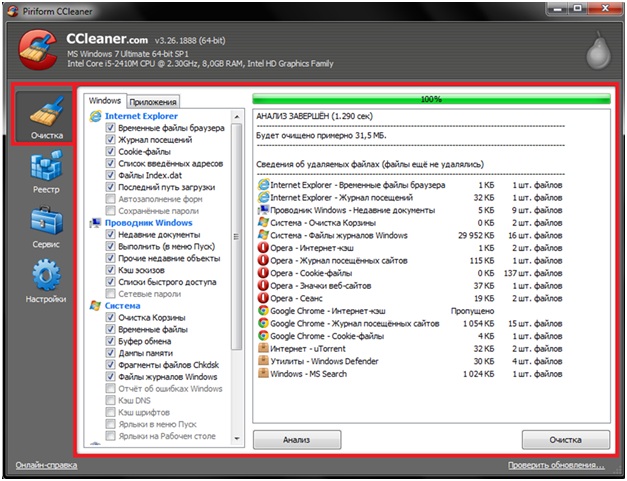 Piriform CCleaner
CCleaner.com v3.26.1888 (64-bit)
MS Windows 7 Ultimate 64-bit SP1
Intel Core i5-2410M CPU @ 2.30GHz, 8,0GB RAM, Intel HD Graphics Family
Очистка
Реестр
Сервис
Настройки
Windows Приложения
Internet Explorer
Временные файлы браузера
Журнал посещений
Cookie-файлы
Список введённых адресов
Файлы Index.dat
Последний путь загрузки
Автозаполнение форм
Сохранённые пароли
Проводник Windows
Недавние документы
Выполнить (в меню Пуск)
Прочие недавние объекты
Кэш эскизов
Списки быстрого доступа
Сетевые пароли
Система
Очистка Корзины
Временные файлы
Буфер обмена
Дампы памяти
Фрагменты файлов Chkdsk
Файлы журналов Windows
Отчёт об ошибках Windows
Кэш DNS
Кэш шрифтов
Ярлыки в меню Пуск
Ярлыки на Рабочем столе
100%
АНАЛИЗ ЗАВЕРШЁН (1.290 сек)
Будет очищено примерно 31,5 МБ.
Сведения об удаляемых файлах (файлы ещё не удалялись)
Internet Explorer - Временные файлы браузера 1 КБ 1 шт. файлов
Internet Explorer - Журнал посещений 32 КБ 1 шт. файлов
Проводник Windows - Недавние документы 5 КБ 9 шт. файлов
Система - Очистка Корзины 0 КБ 2 шт. файлов
Система - Файлы журналов Windows 29 952 КБ 16 шт. файлов
Opera - Интернет-кэш 1 КБ 2 шт. файлов
Opera - Журнал посещённых сайтов 115 КБ 1 шт. файлов
Opera - Cookie-файлы 0 КБ 137 шт. файлов
Opera - Значки веб-сайтов 37 КБ 1 шт. файлов
Opera - Сеанс 19 КБ 2 шт. файлов
Google Chrome - Интернет-кэш Пропущено
Google Chrome - Журнал посещённых сайтов 1 054 КБ 15 шт. файлов
Google Chrome - Cookie-файлы 4 КБ 1 шт. файлов
Интернет - uTorrent 32 КБ 2 шт. файлов
Утилиты - Windows Defender 30 КБ 4 шт. файлов
Windows - MS Search 1 024 КБ 1 шт. файлов
Анализ Очистка
Онлайн-справка Проверить обновления...